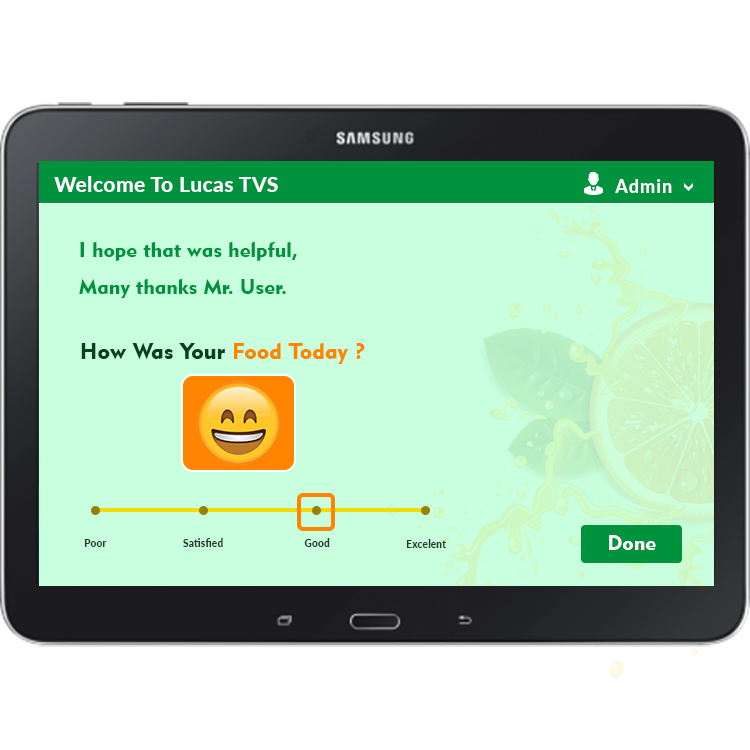 SAMSUNG
Welcome To Lucas TVS
Admin
I hope that was helpful,
Many thanks Mr. User.
How Was Your Food Today ?
Poor Satisfied Good Excelent
Done